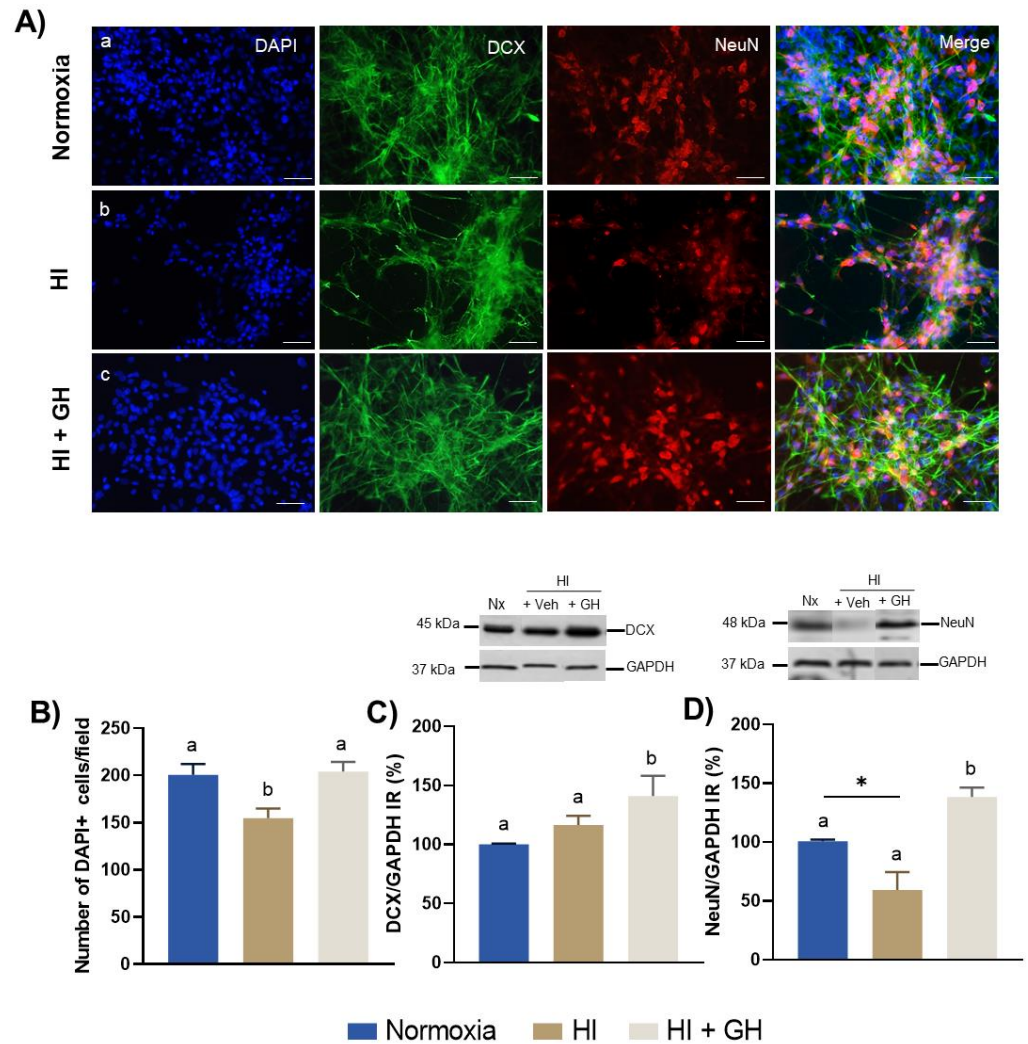 A)
a
DAPI
DCX
NeuN
Merge
Normoxia
b
HI
c
HI + GH
HI
Nx + Veh + GH
45 kDa
DCX
37 kDa
GAPDH
HI
Nx + Veh + GH
48 kDa
NeuN
37 kDa
GAPDH
B)
Number of DAPI+ cells/field
250
200
150
100
50
0
a
b
a
C)
DCX/GAPDH IR (%)
200
150
100
50
0
a
a
b
D)
NeuN/GAPDH IR (%)
200
150
100
50
0
a
*
a
b
Normoxia HI HI + GH